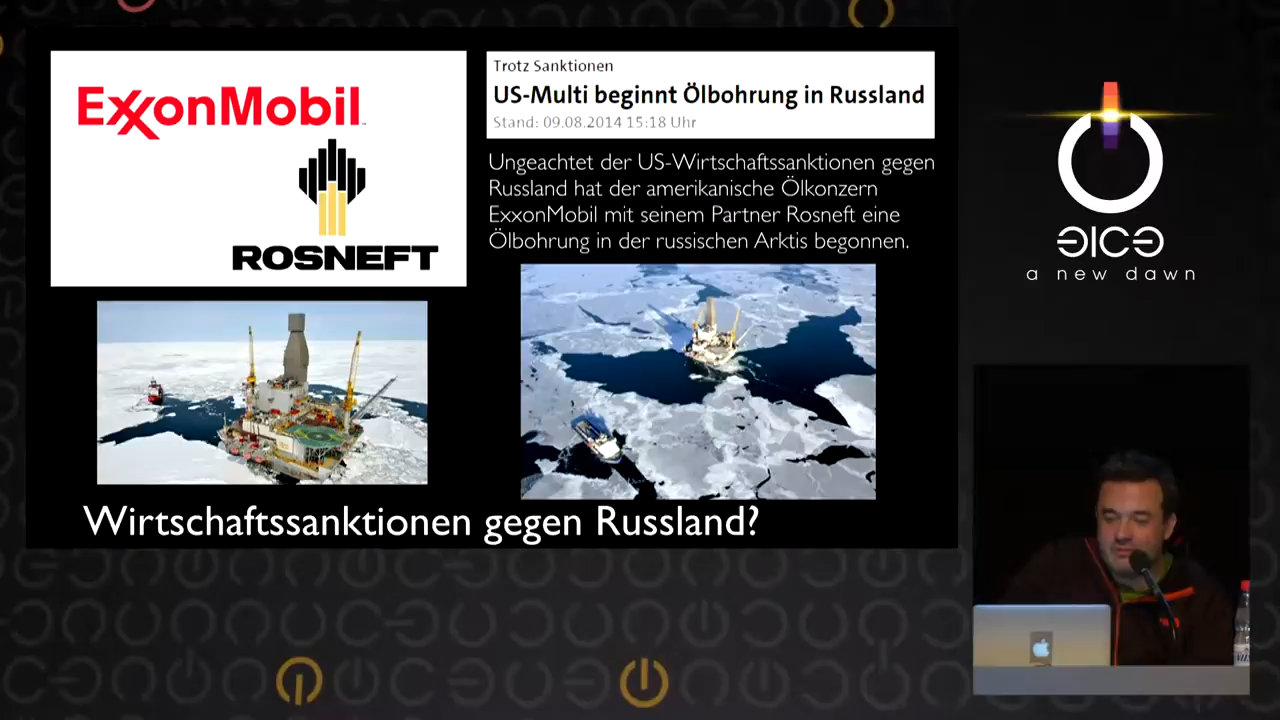 ExxonMobil
ROSNEFT
Trotz Sanktionen
US-Multi beginnt Ölbohrung in Russland
Stand: 09.08.2014 15:18 Uhr
Ungeachtet der US-Wirtschaftssanktionen gegen
Russland hat der amerikanische Ölkonzern
ExxonMobil mit seinem Partner Rosneft eine
Ölbohrung in der russischen Arktis begonnen.
Wirtschaftssanktionen gegen Russland?
a new dawn